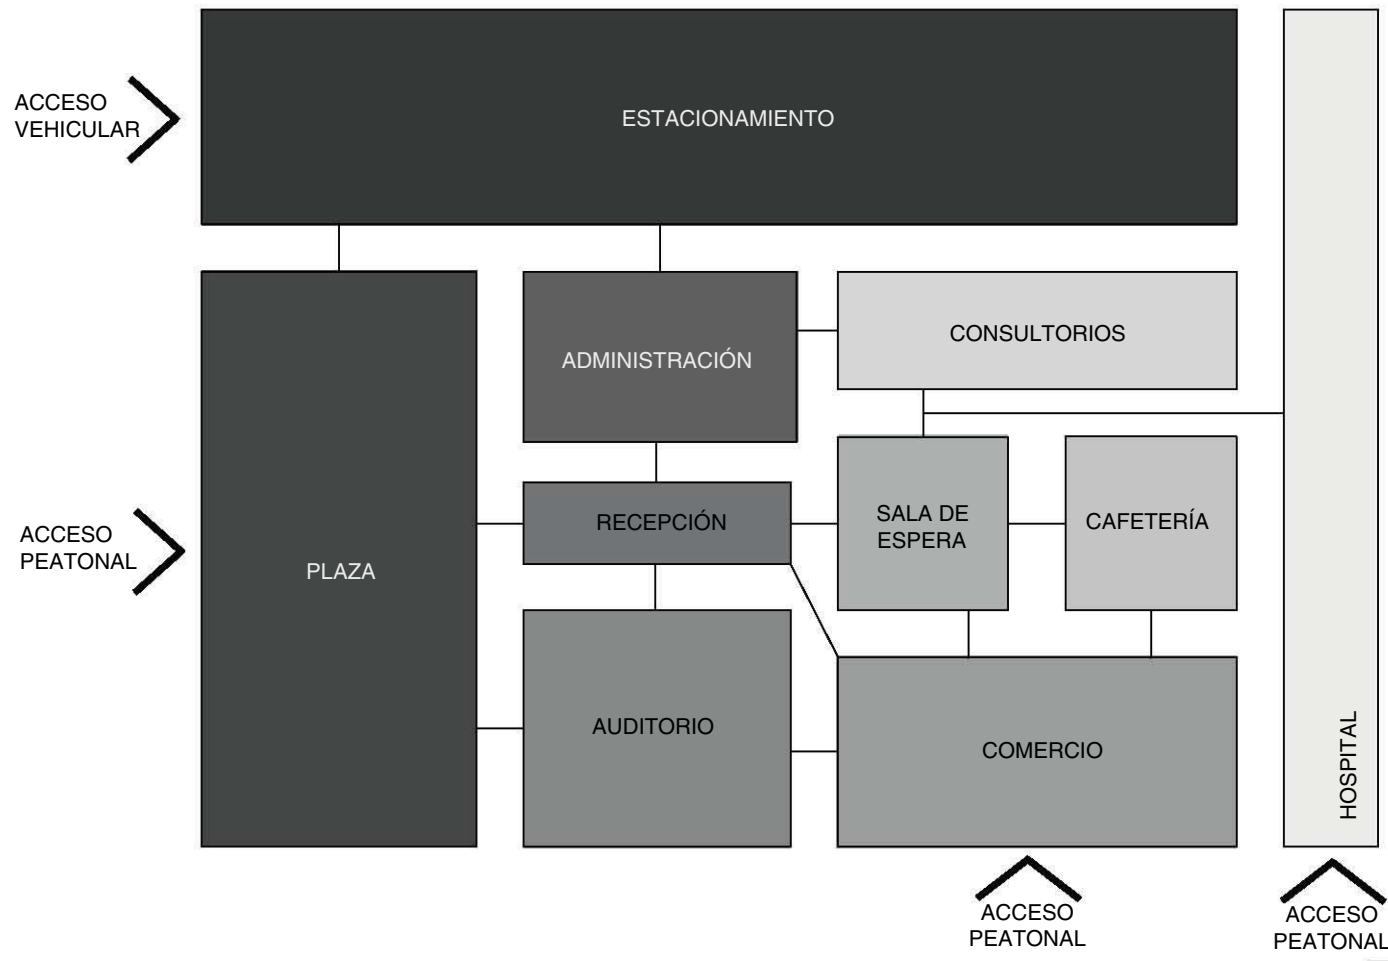 ACCESO
VEHICULAR
ESTACIONAMIENTO
ADMINISTRACIÓN
CONSULTORIOS
ACCESO
PEATONAL
PLAZA
RECEPCIÓN
SALA DE
ESPERA
CAFETERÍA
AUDITORIO
COMERCIO
HOSPITAL
ACCESO
PEATONAL
ACCESO
PEATONAL